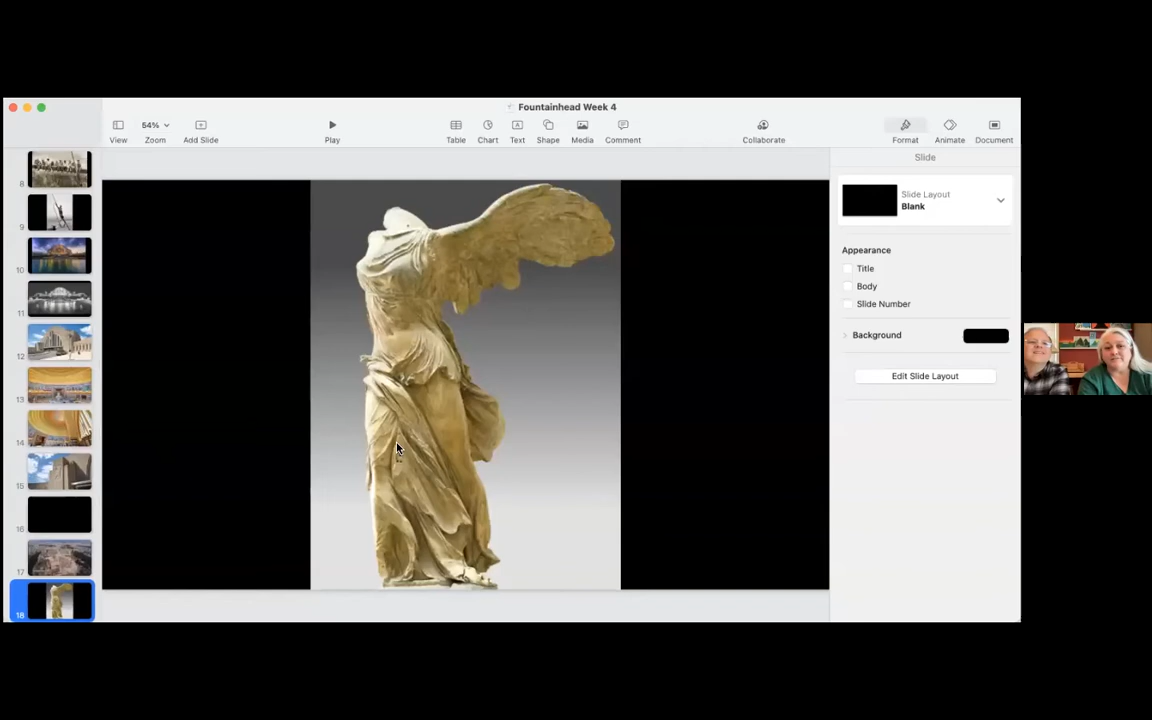 Fountainhead Week 4
54%
View
Zoom
Add Slide
Play
Table
Chart
Text
Shape
Media
Comment
Collaborate
Format
Animate
Document
8
9
10
11
12
13
14
15
16
17
18
Slide
Slide Layout
Blank
Appearance
Title
Body
Slide Number
Background
Edit Slide Layout